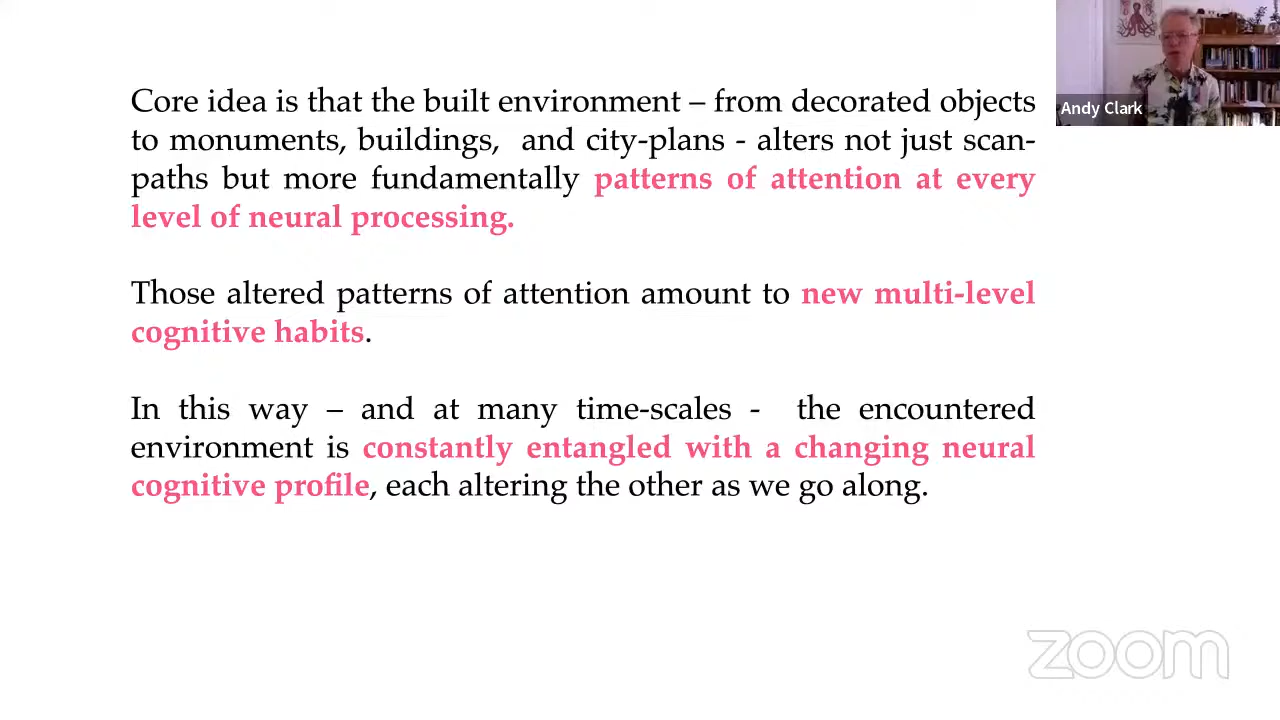 Core idea is that the built environment – from decorated objects
to monuments, buildings, and city-plans - alters not just scan-
paths but more fundamentally patterns of attention at every
level of neural processing.
Those altered patterns of attention amount to new multi-level
cognitive habits.
In this way – and at many time-scales - the encountered
environment is constantly entangled with a changing neural
cognitive profile, each altering the other as we go along.
Andy Clark
zoom